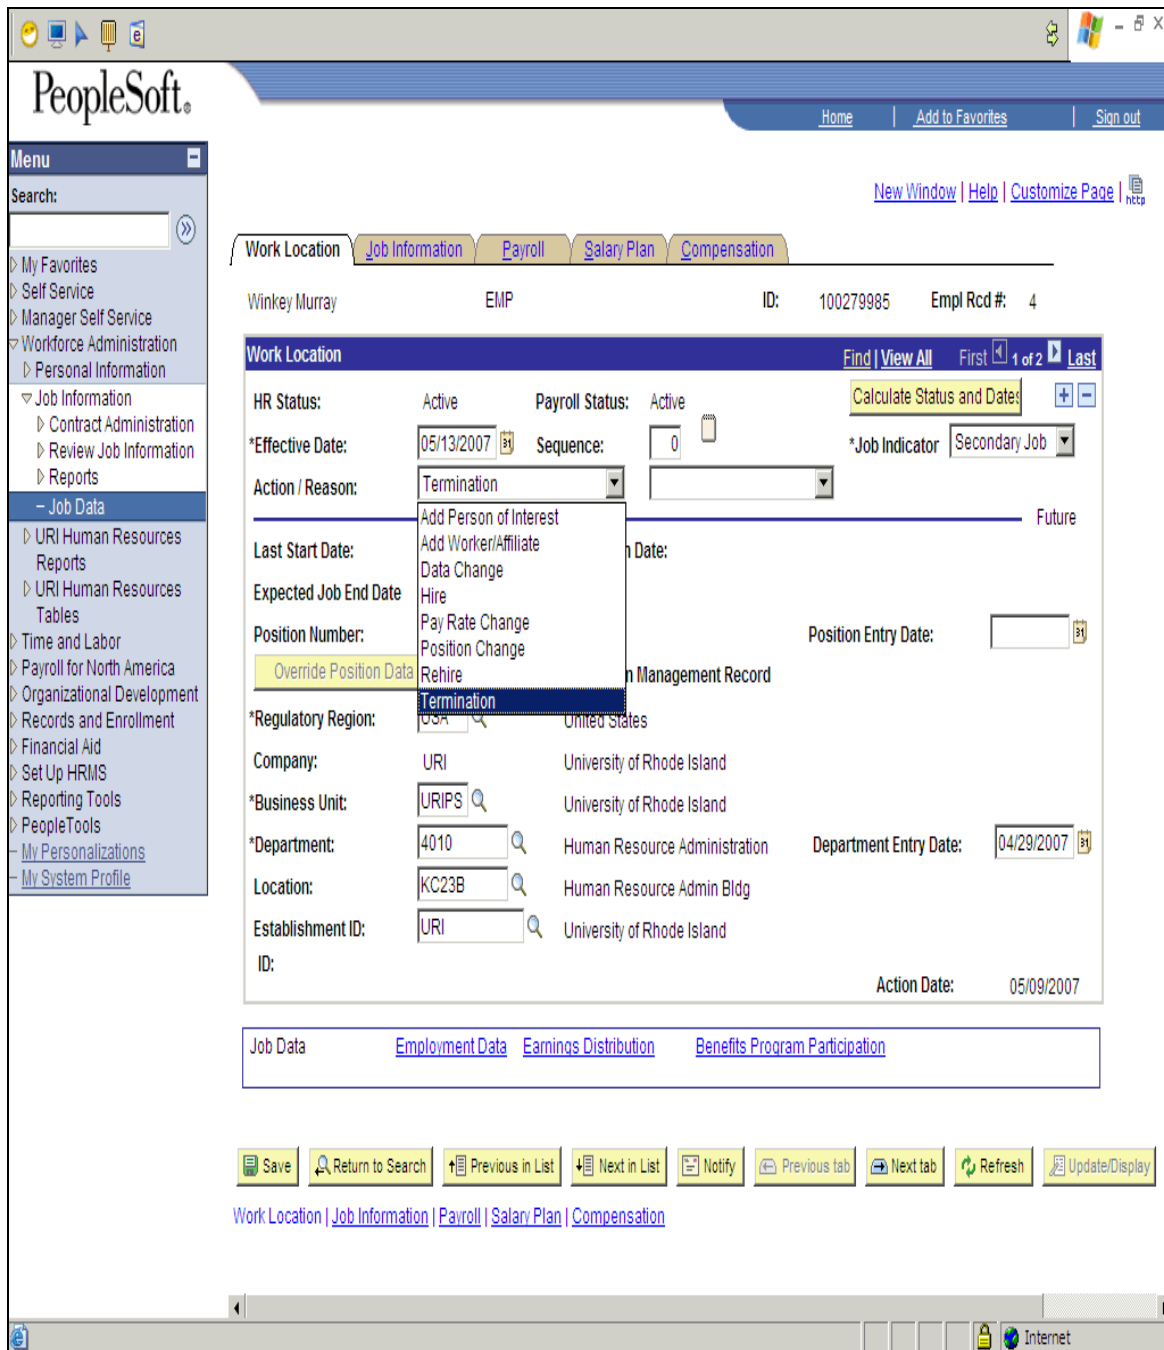 PeopleSoft®
Home | Add to Favorites | Sign out
Menu
Search:
My Favorites
Self Service
Manager Self Service
Workforce Administration
Personal Information
Job Information
Contract Administration
Review Job Information
Reports
– Job Data
URI Human Resources
Reports
URI Human Resources
Tables
Time and Labor
Payroll for North America
Organizational Development
Records and Enrollment
Financial Aid
Set Up HRMS
Reporting Tools
PeopleTools
– My Personalizations
– My System Profile
New Window | Help | Customize Page | http
Work Location Job Information Payroll Salary Plan Compensation
Winkey Murray EMP ID: 100279985 Empl Rcd #: 4
Work Location Find | View All First 1 of 2 Last
HR Status: Active Payroll Status: Active Calculate Status and Dates
*Effective Date: 05/13/2007 31 Sequence: 0 *Job Indicator Secondary Job
Action / Reason: Termination
Add Person of Interest
Add Worker/Affiliate
Data Change
Hire
Pay Rate Change
Position Change
Rehire
Termination
Future
Last Start Date: n Date:
Expected Job End Date
Position Number: Position Entry Date: 31
Override Position Data n Management Record
*Regulatory Region: USA United States
Company: URI University of Rhode Island
*Business Unit: URIPS University of Rhode Island
*Department: 4010 Human Resource Administration Department Entry Date: 04/29/2007 31
Location: KC23B Human Resource Admin Bldg
Establishment ID: URI University of Rhode Island
ID:
Action Date: 05/09/2007
Job Data Employment Data Earnings Distribution Benefits Program Participation
Save Return to Search Previous in List Next in List Notify Previous tab Next tab Refresh Update/Display
Work Location | Job Information | Payroll | Salary Plan | Compensation
Internet